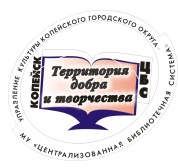 УПРАВЛЕНИЕ КУЛЬТУРЫ КОПЕЙСКОГО ГОРОДСКОГО ОКРУГА
КОПЕЙСК
Территория
добра
и творчества
ЦБС
МУ «ЦЕНТРАЛИЗОВАННАЯ БИБЛИОТЕЧНАЯ СИСТЕМА»